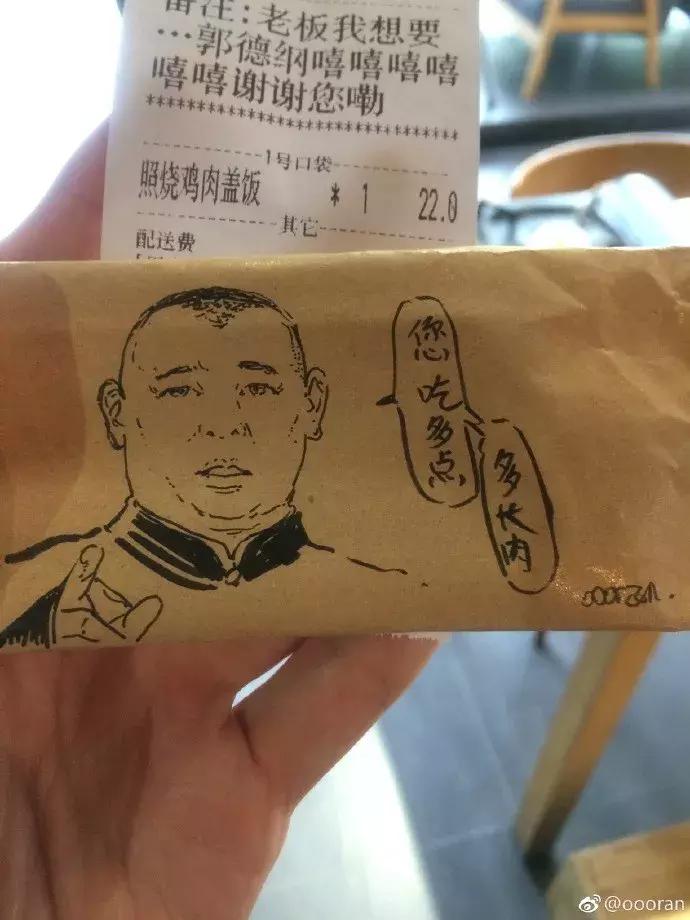 备注:老板我想要
…郭德纲嘻嘻嘻嘻
嘻嘻谢谢您嘞
********************************
1号口袋
照烧鸡肉盖饭 * 1 22.0
其它
配送费
您吃多点
多长肉
@oooran